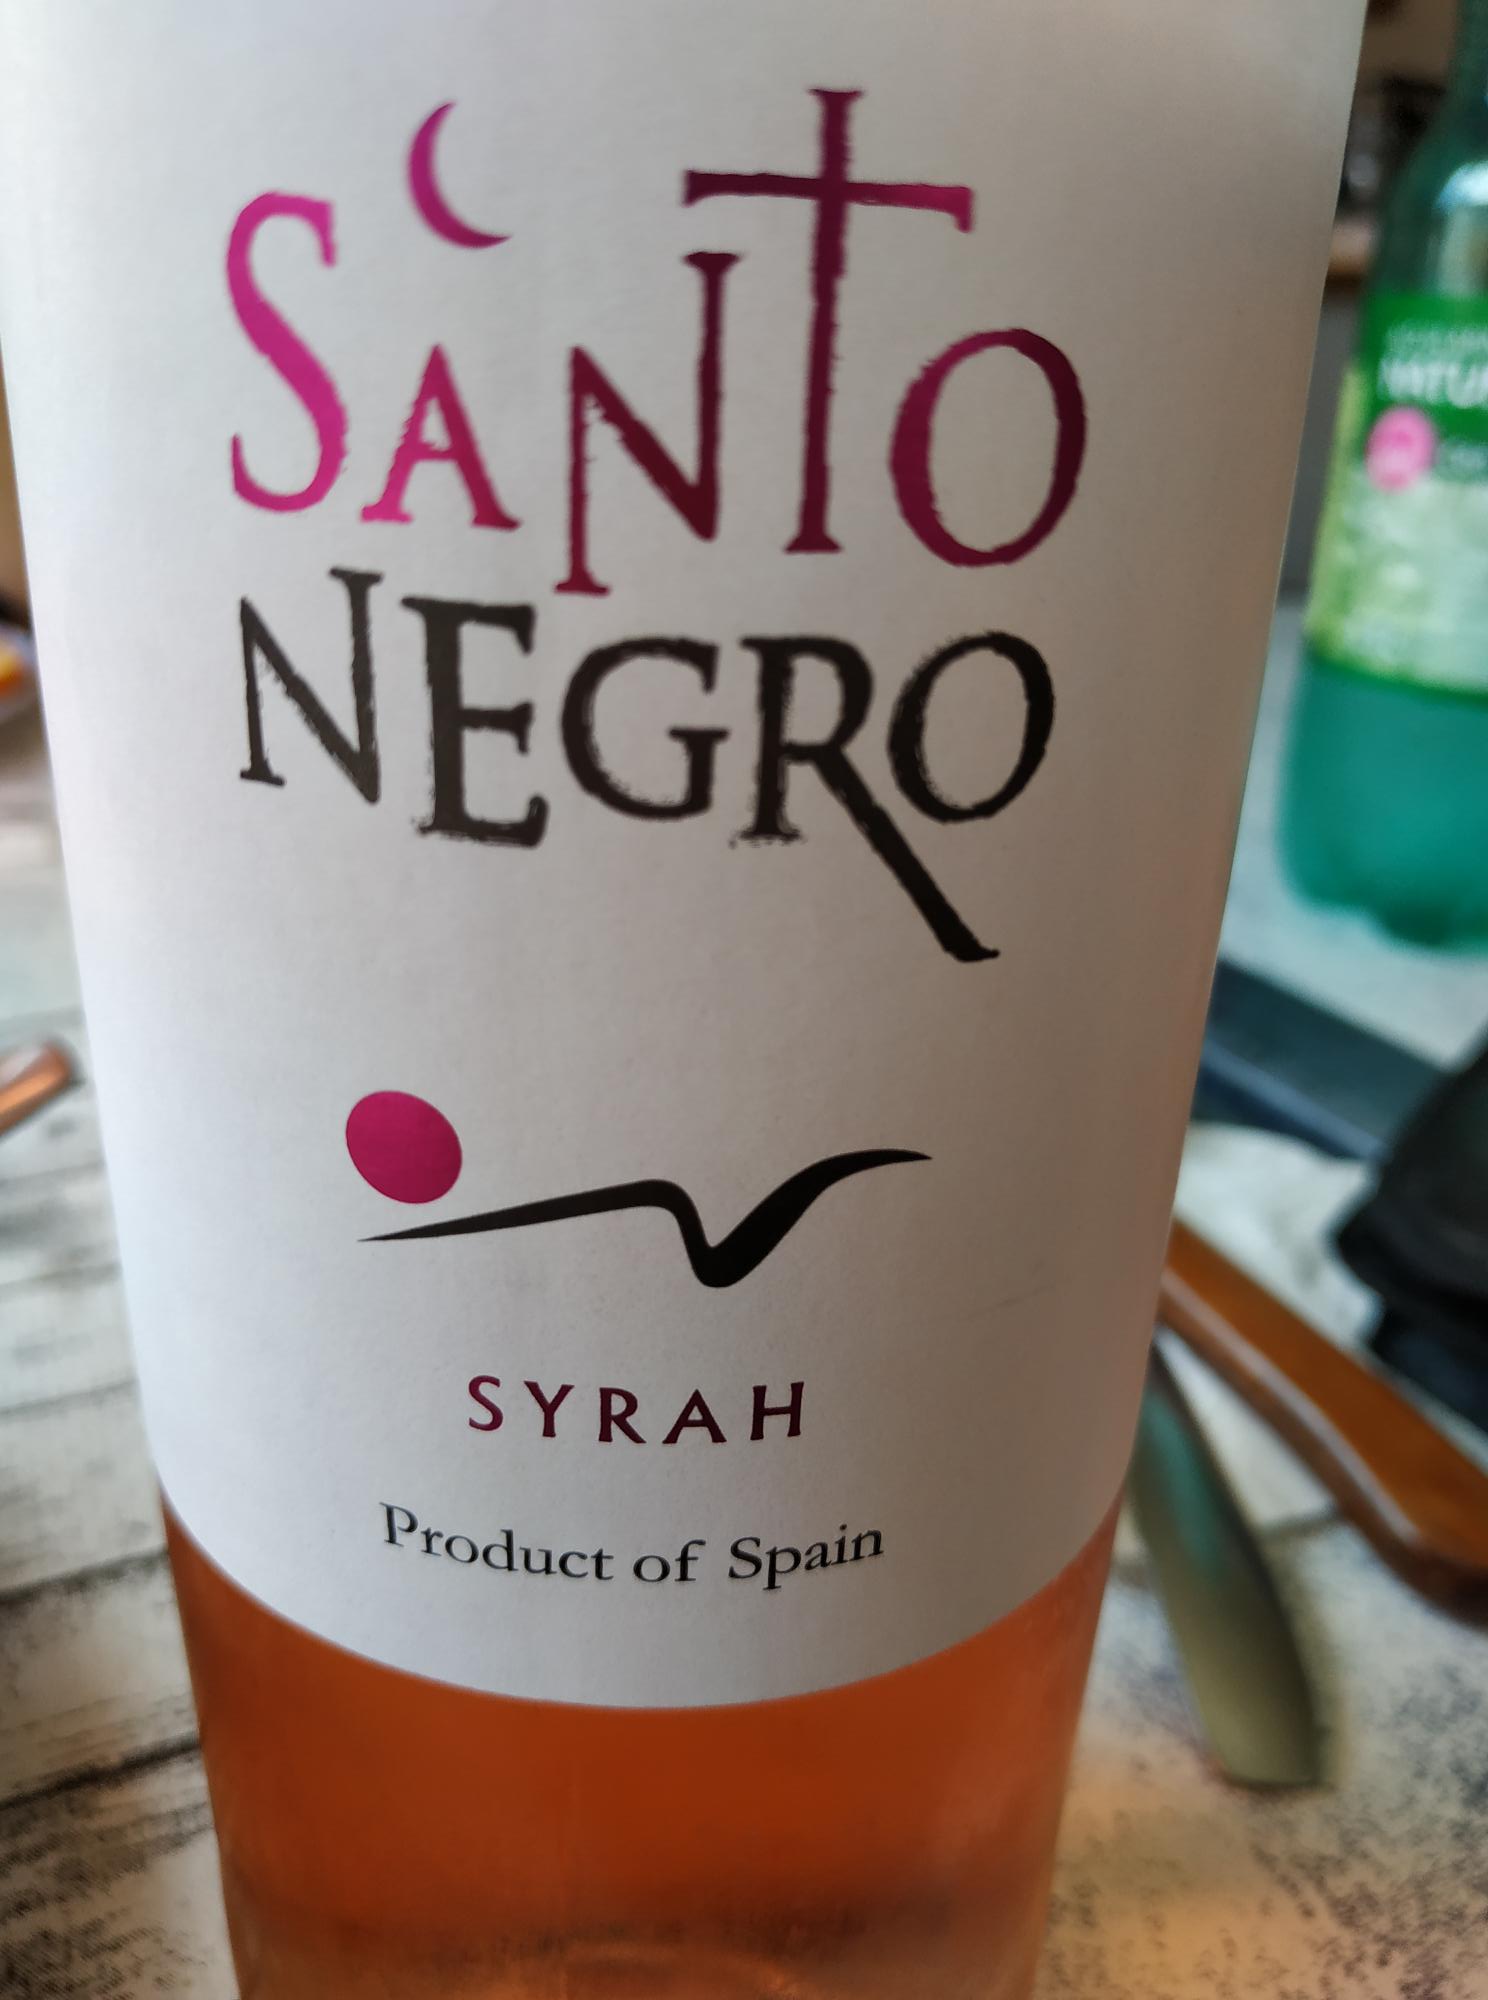 SANTO
NEGRO
SYRAH
Product of Spain